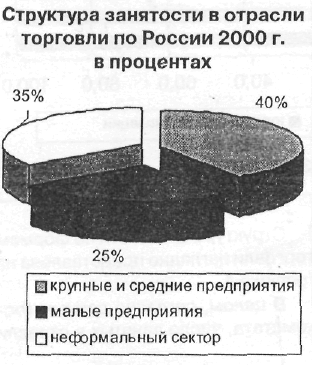 Структура занятости в отрасли
торговли по России 2000 г.
в процентах
35%
40%
25%
крупные и средние предприятия
малые предприятия
неформальный сектор